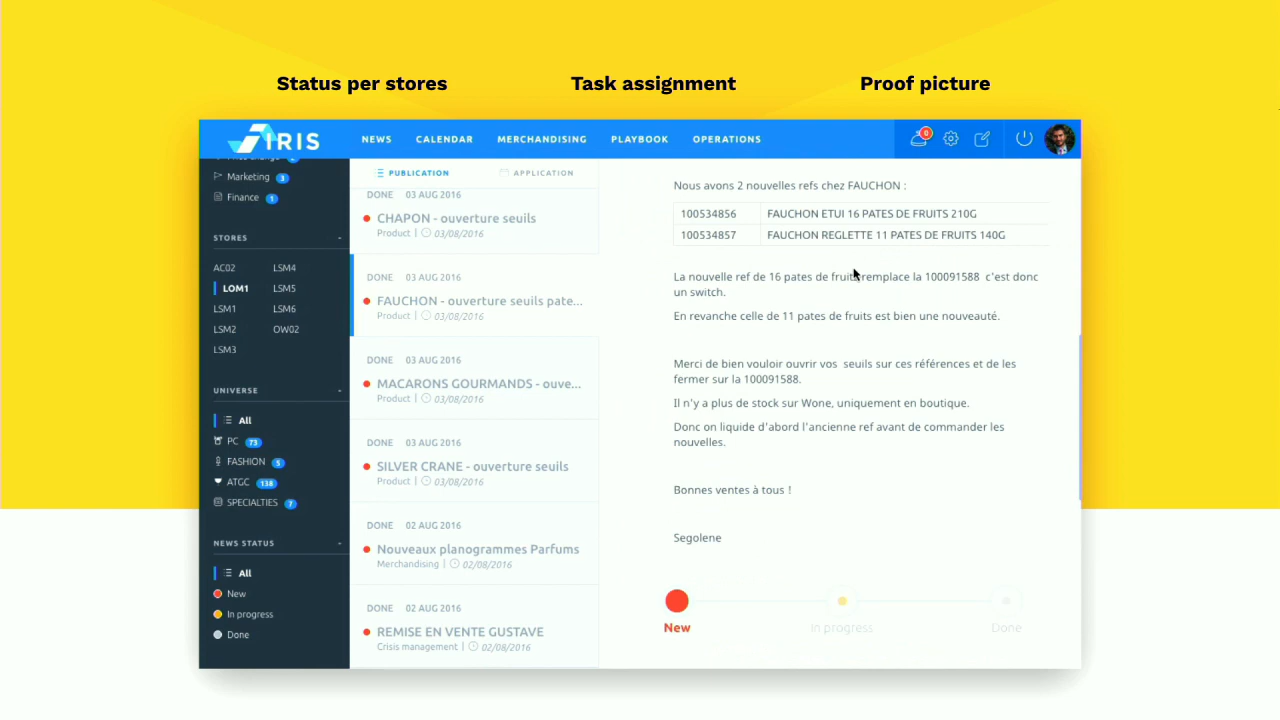 Status per stores
Task assignment
Proof picture
IRIS
NEWS
CALENDAR
MERCHANDISING
PLAYBOOK
OPERATIONS
0
Marketing 3
Finance 1
STORES -
AC02 LSM4
LOM1 LSM5
LSM1 LSM6
LSM2 OW02
LSM3
UNIVERSE -
All
PC 73
FASHION 5
ATGC 138
SPECIALTIES 7
NEWS STATUS -
All
New
In progress
Done
PUBLICATION
APPLICATION
DONE 03 AUG 2016
CHAPON - ouverture seuils
Product | 03/08/2016
DONE 03 AUG 2016
FAUCHON - ouverture seuils pate...
Product | 03/08/2016
DONE 03 AUG 2016
MACARONS GOURMANDS - ouve...
Product | 03/08/2016
DONE 03 AUG 2016
SILVER CRANE - ouverture seuils
Product | 03/08/2016
DONE 02 AUG 2016
Nouveaux planogrammes Parfums
Merchandising | 02/08/2016
DONE 02 AUG 2016
REMISE EN VENTE GUSTAVE
Crisis management | 02/08/2016
Nous avons 2 nouvelles refs chez FAUCHON :
100534856 FAUCHON ETUI 16 PATES DE FRUITS 210G
100534857 FAUCHON REGLETTE 11 PATES DE FRUITS 140G
La nouvelle ref de 16 pates de fruits remplace la 100091588 c'est donc
un switch.
En revanche celle de 11 pates de fruits est bien une nouveauté.
Merci de bien vouloir ouvrir vos seuils sur ces références et de les
fermer sur la 100091588.
Il n'y a plus de stock sur Wone, uniquement en boutique.
Donc on liquide d'abord l'ancienne ref avant de commander les
nouvelles.
Bonnes ventes à tous !
Segolene
New
In progress
Done